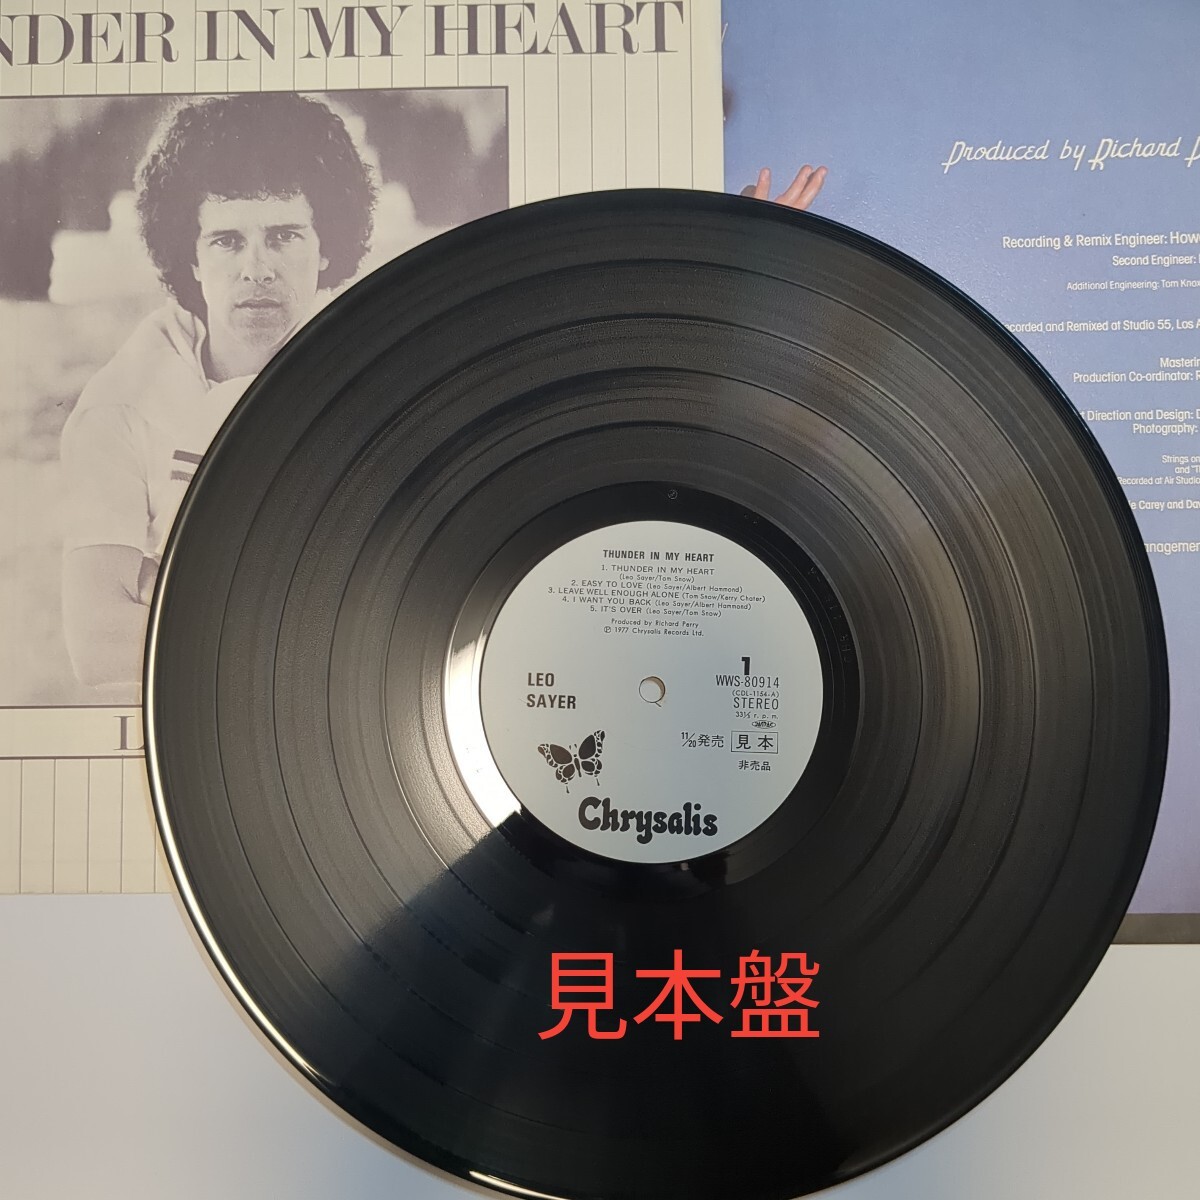 NDER IN MY HEART
Produced by Richard
Recording & Remix Engineer:
Second Engineer:
Additional Engineering: Tom Knox
ecorded and Remixed at Studio 55, Los A
Masterin
Production Co-ordinator: R
Direction and Design: D
Photography:
Strings on
and "T
Recorded at Air Studio
e Carey and Dav
anagement
THUNDER IN MY HEART
1. THUNDER IN MY HEART
(Leo Sayer/Tom Snow)
2. EASY TO LOVE (Leo Sayer/Albert Hammond)
3. LEAVE WELL ENOUGH ALONE (Tom Snow/Kerry Chater)
4. I WANT YOU BACK (Leo Sayer/Albert Hammond)
5. IT'S OVER (Leo Sayer/Tom Snow)
Produced by Richard Perry
℗ 1977 Chrysalis Records Ltd.
LEO
SAYER
1
WWS-80914
(CDL-1154-A)
STEREO
33⅓ r.p.m.
11/20発売 見本
非売品
Chrysalis
見本盤